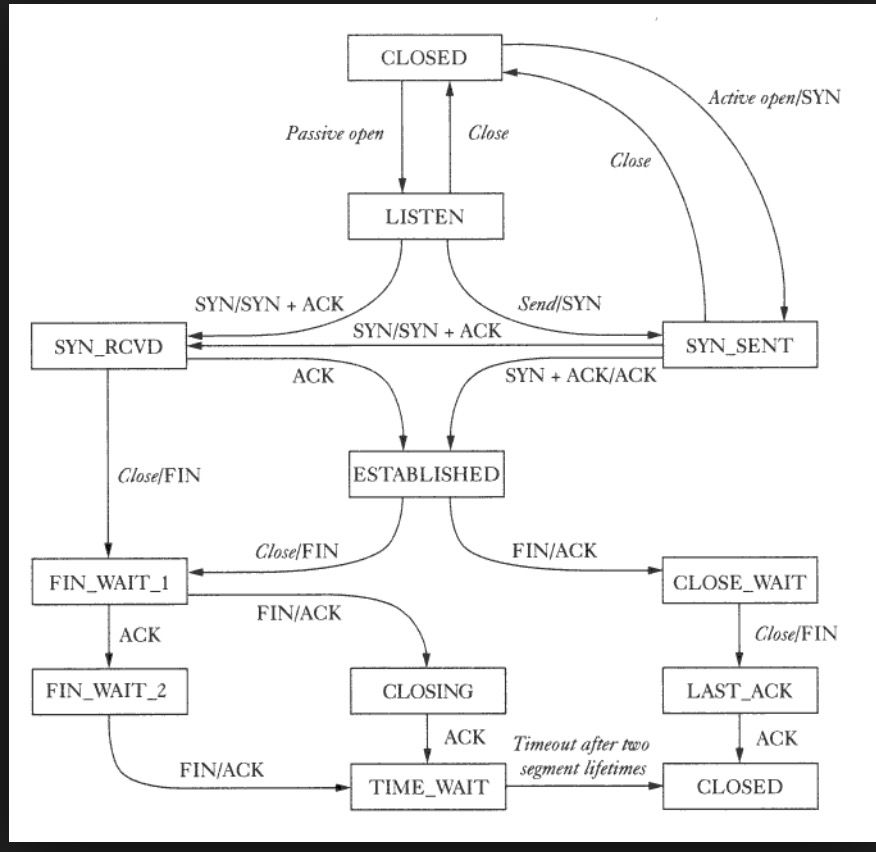 CLOSED
Active open/SYN
Passive open
Close
Close
LISTEN
SYN/SYN + ACK
Send/SYN
SYN/SYN + ACK
SYN_RCVD
SYN_SENT
ACK
SYN + ACK/ACK
ESTABLISHED
Close/FIN
Close/FIN
FIN/ACK
FIN_WAIT_1
CLOSE_WAIT
FIN/ACK
ACK
Close/FIN
FIN_WAIT_2
CLOSING
LAST_ACK
ACK
Timeout after two
segment lifetimes
ACK
FIN/ACK
TIME_WAIT
CLOSED